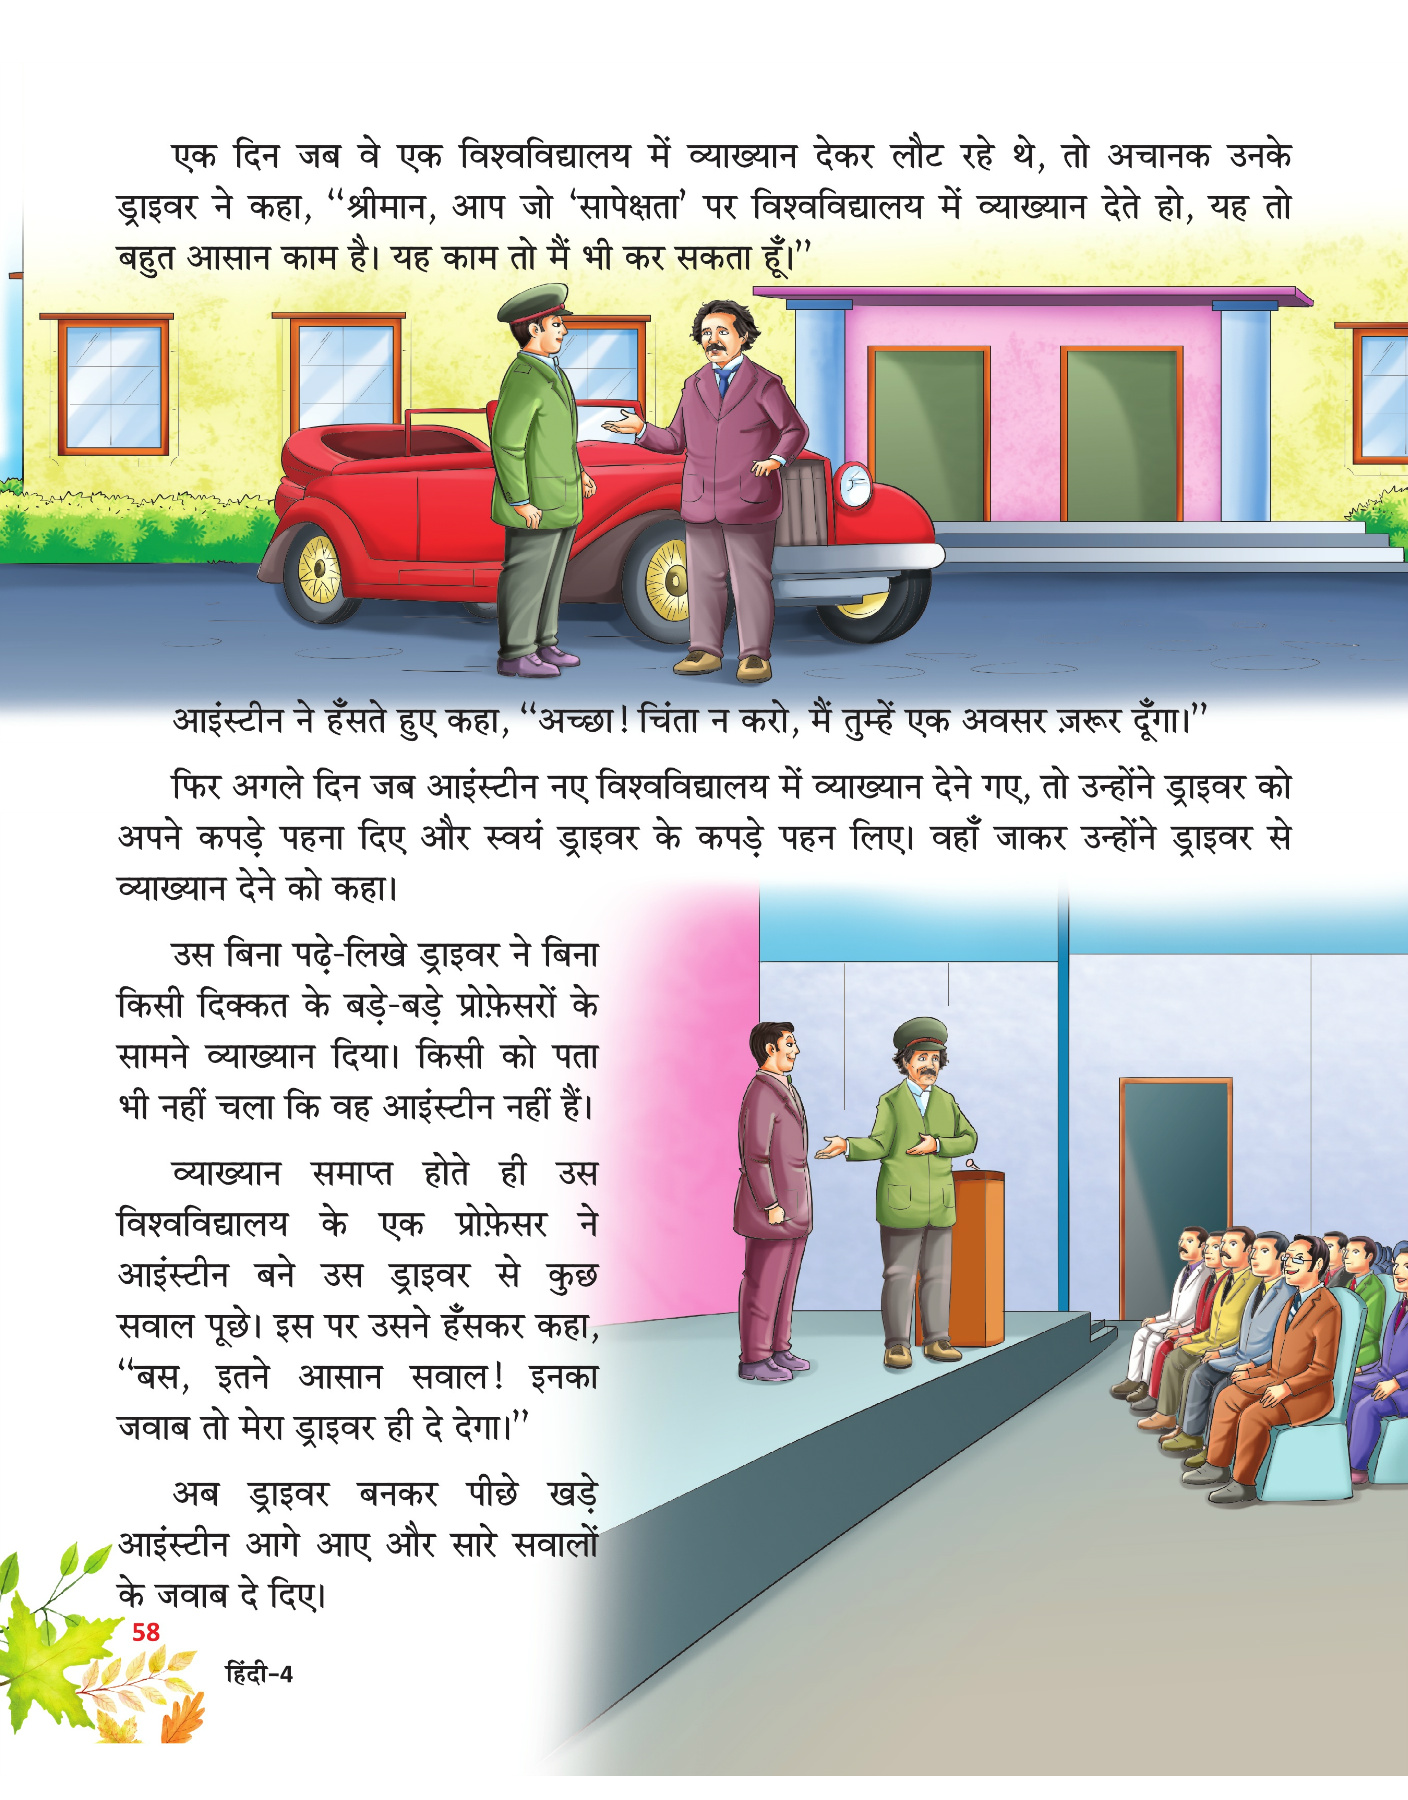 एक दिन जब वे एक विश्वविद्यालय में व्याख्यान देकर लौट रहे थे, तो अचानक उनके
ड्राइवर ने कहा, “श्रीमान, आप जो ‘सापेक्षता’ पर विश्वविद्यालय में व्याख्यान देते हो, यह तो
बहुत आसान काम है। यह काम तो मैं भी कर सकता हूँ।”
आइंस्टीन ने हँसते हुए कहा, “अच्छा! चिंता न करो, मैं तुम्हें एक अवसर ज़रूर दूँगा।”
फिर अगले दिन जब आइंस्टीन नए विश्वविद्यालय में व्याख्यान देने गए, तो उन्होंने ड्राइवर को
अपने कपड़े पहना दिए और स्वयं ड्राइवर के कपड़े पहन लिए। वहाँ जाकर उन्होंने ड्राइवर से
व्याख्यान देने को कहा।
उस बिना पढ़े-लिखे ड्राइवर ने बिना
किसी दिक्कत के बड़े-बड़े प्रोफ़ेसरों के
सामने व्याख्यान दिया। किसी को पता
भी नहीं चला कि वह आइंस्टीन नहीं हैं।
व्याख्यान समाप्त होते ही उस
विश्वविद्यालय के एक प्रोफ़ेसर ने
आइंस्टीन बने उस ड्राइवर से कुछ
सवाल पूछे। इस पर उसने हँसकर कहा,
“बस, इतने आसान सवाल! इनका
जवाब तो मेरा ड्राइवर ही दे देगा।”
अब ड्राइवर बनकर पीछे खड़े
आइंस्टीन आगे आए और सारे सवालों
के जवाब दे दिए।
58
हिंदी-4